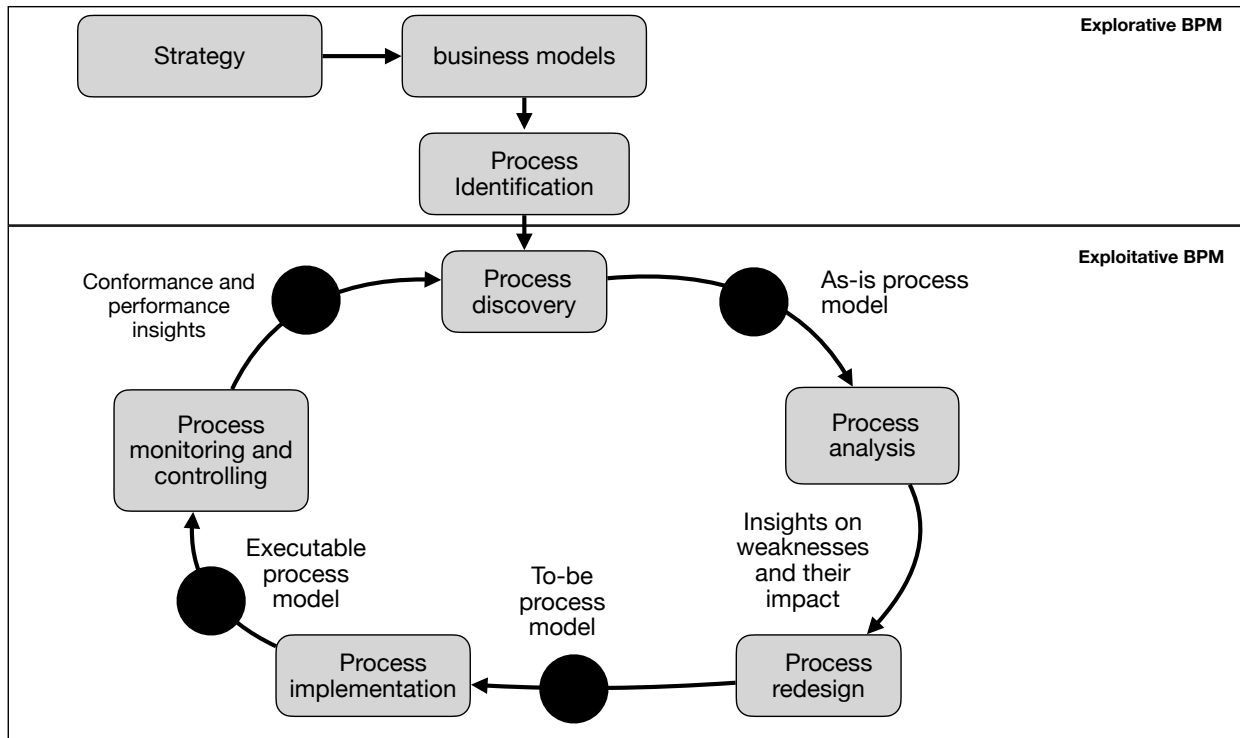 Explorative BPM
Strategy
business models
Process
Identification
Exploitative BPM
Process
discovery
Conformance and
performance
insights
As-is process
model
Process
monitoring and
controlling
Process
analysis
Executable
process
model
Insights on
weaknesses
and their
impact
To-be
process
model
Process
implementation
Process
redesign